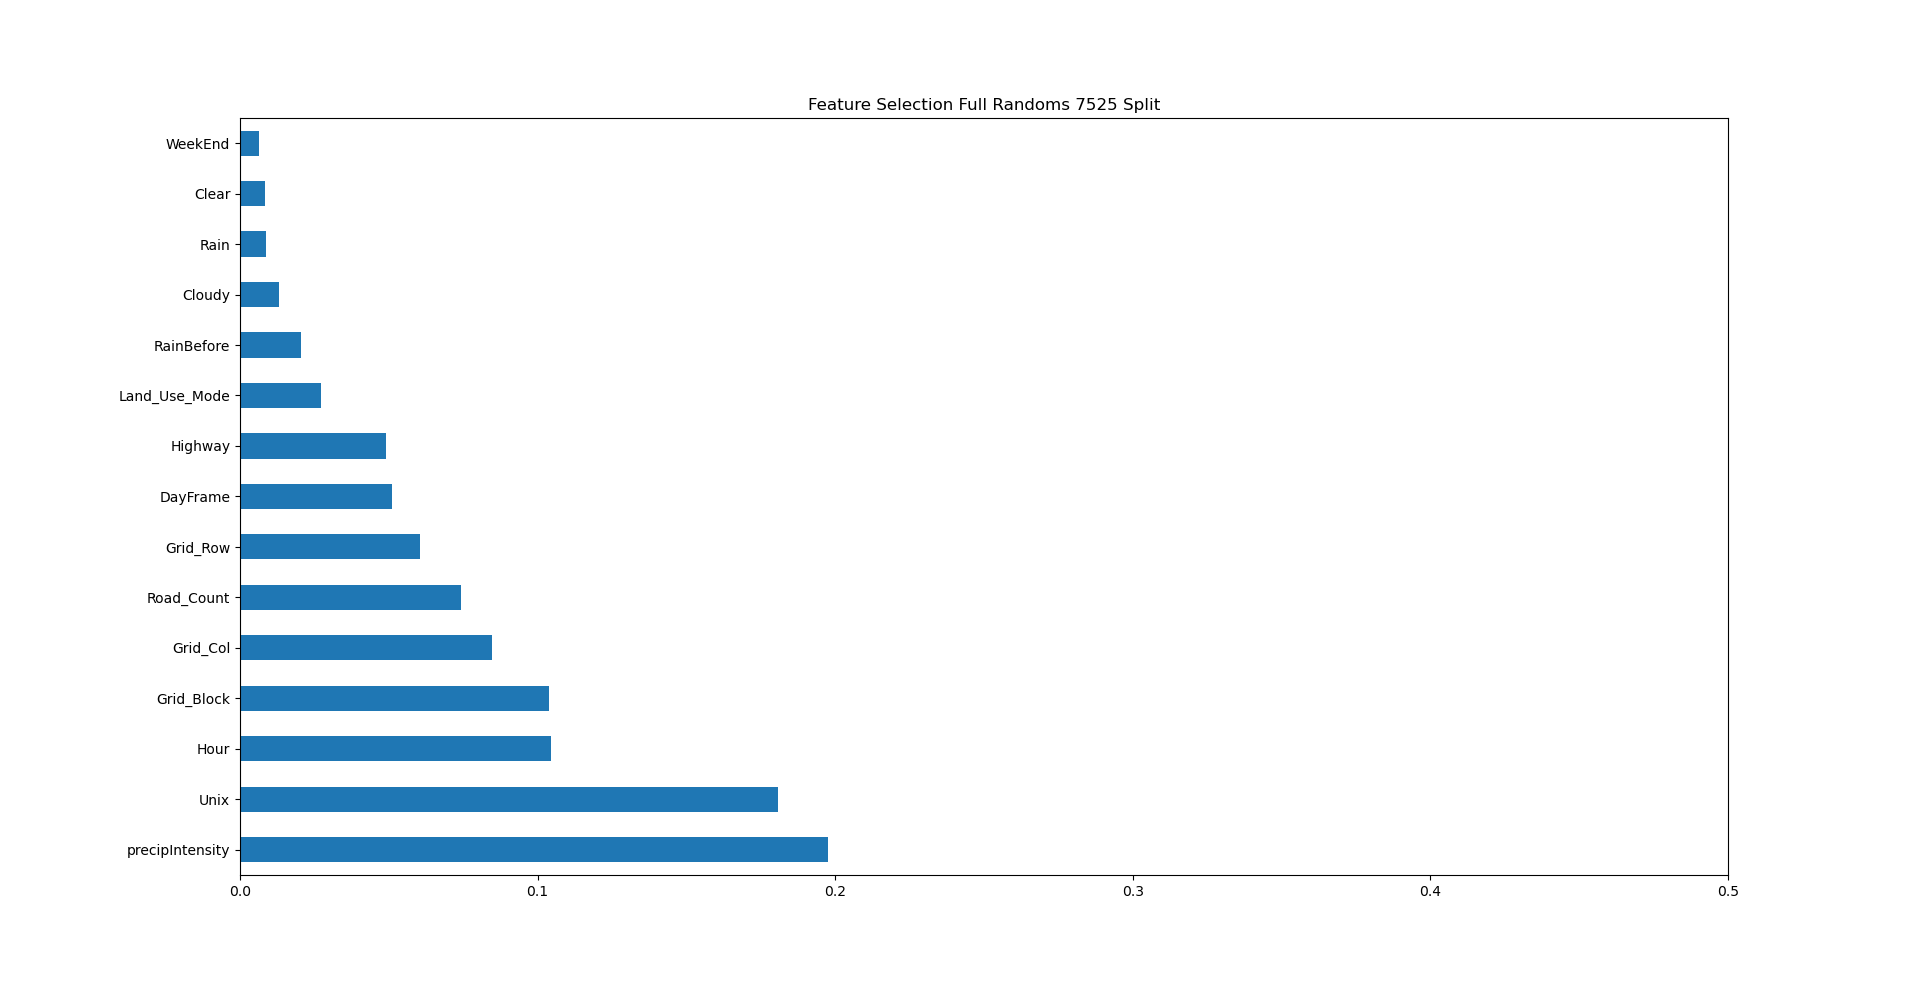 Feature Selection Full Randoms 7525 Split
WeekEnd
Clear
Rain
Cloudy
RainBefore
Land_Use_Mode
Highway
DayFrame
Grid_Row
Road_Count
Grid_Col
Grid_Block
Hour
Unix
precipIntensity
0.0 0.1 0.2 0.3 0.4 0.5